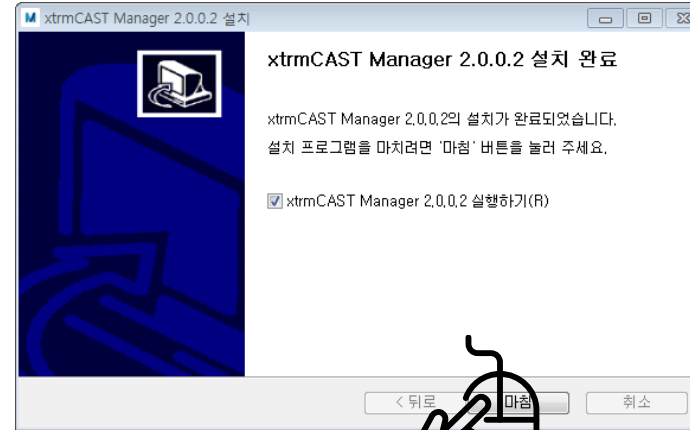 M xtrmCAST Manager 2.0.0.2 설치
xtrmCAST Manager 2.0.0.2 설치 완료
xtrmCAST Manager 2.0.0.2의 설치가 완료되었습니다.
설치 프로그램을 마치려면 '마침' 버튼을 눌러 주세요.
xtrmCAST Manager 2.0.0.2 실행하기(R)
< 뒤로 마침 취소